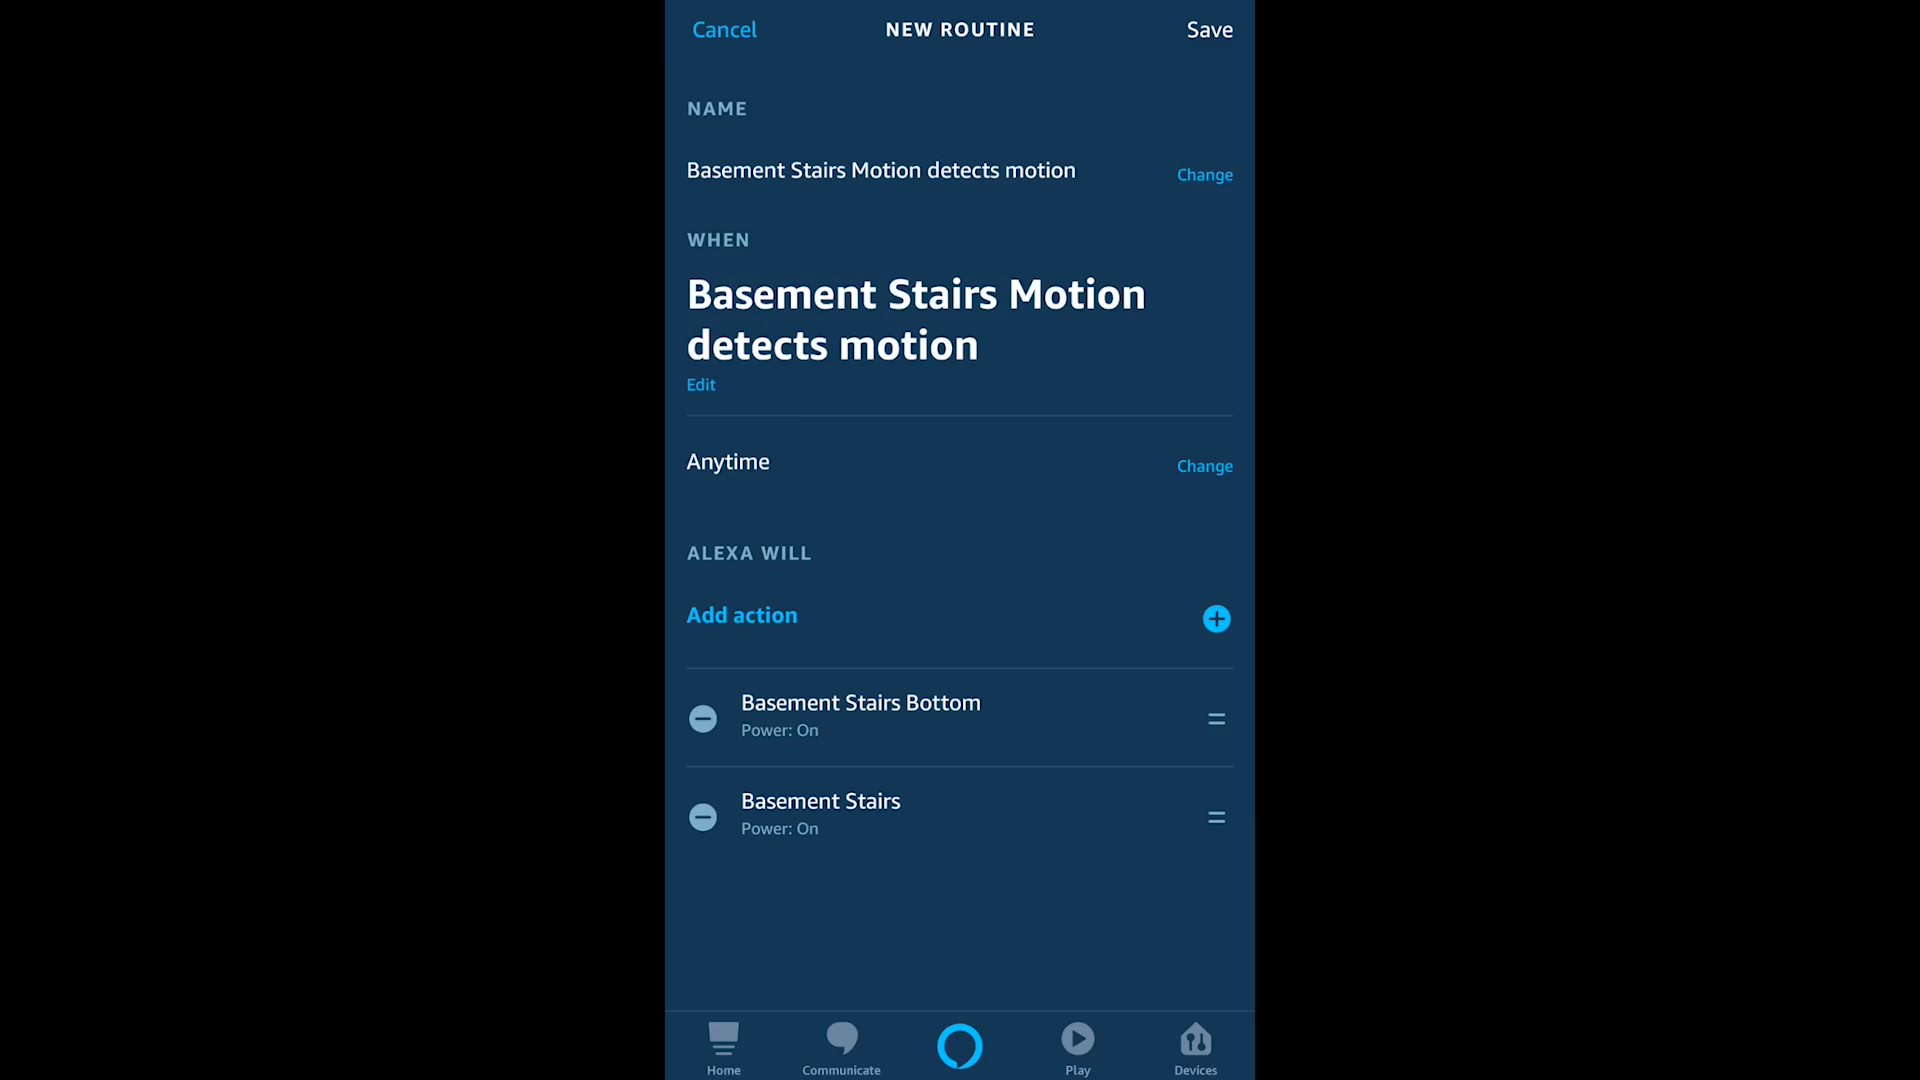 Cancel
NEW ROUTINE
Save
NAME
Basement Stairs Motion detects motion
Change
WHEN
Basement Stairs Motion
detects motion
Edit
Anytime
Change
ALEXA WILL
Add action
Basement Stairs Bottom
Power: On
Basement Stairs
Power: On
Home
Communicate
Play
Devices